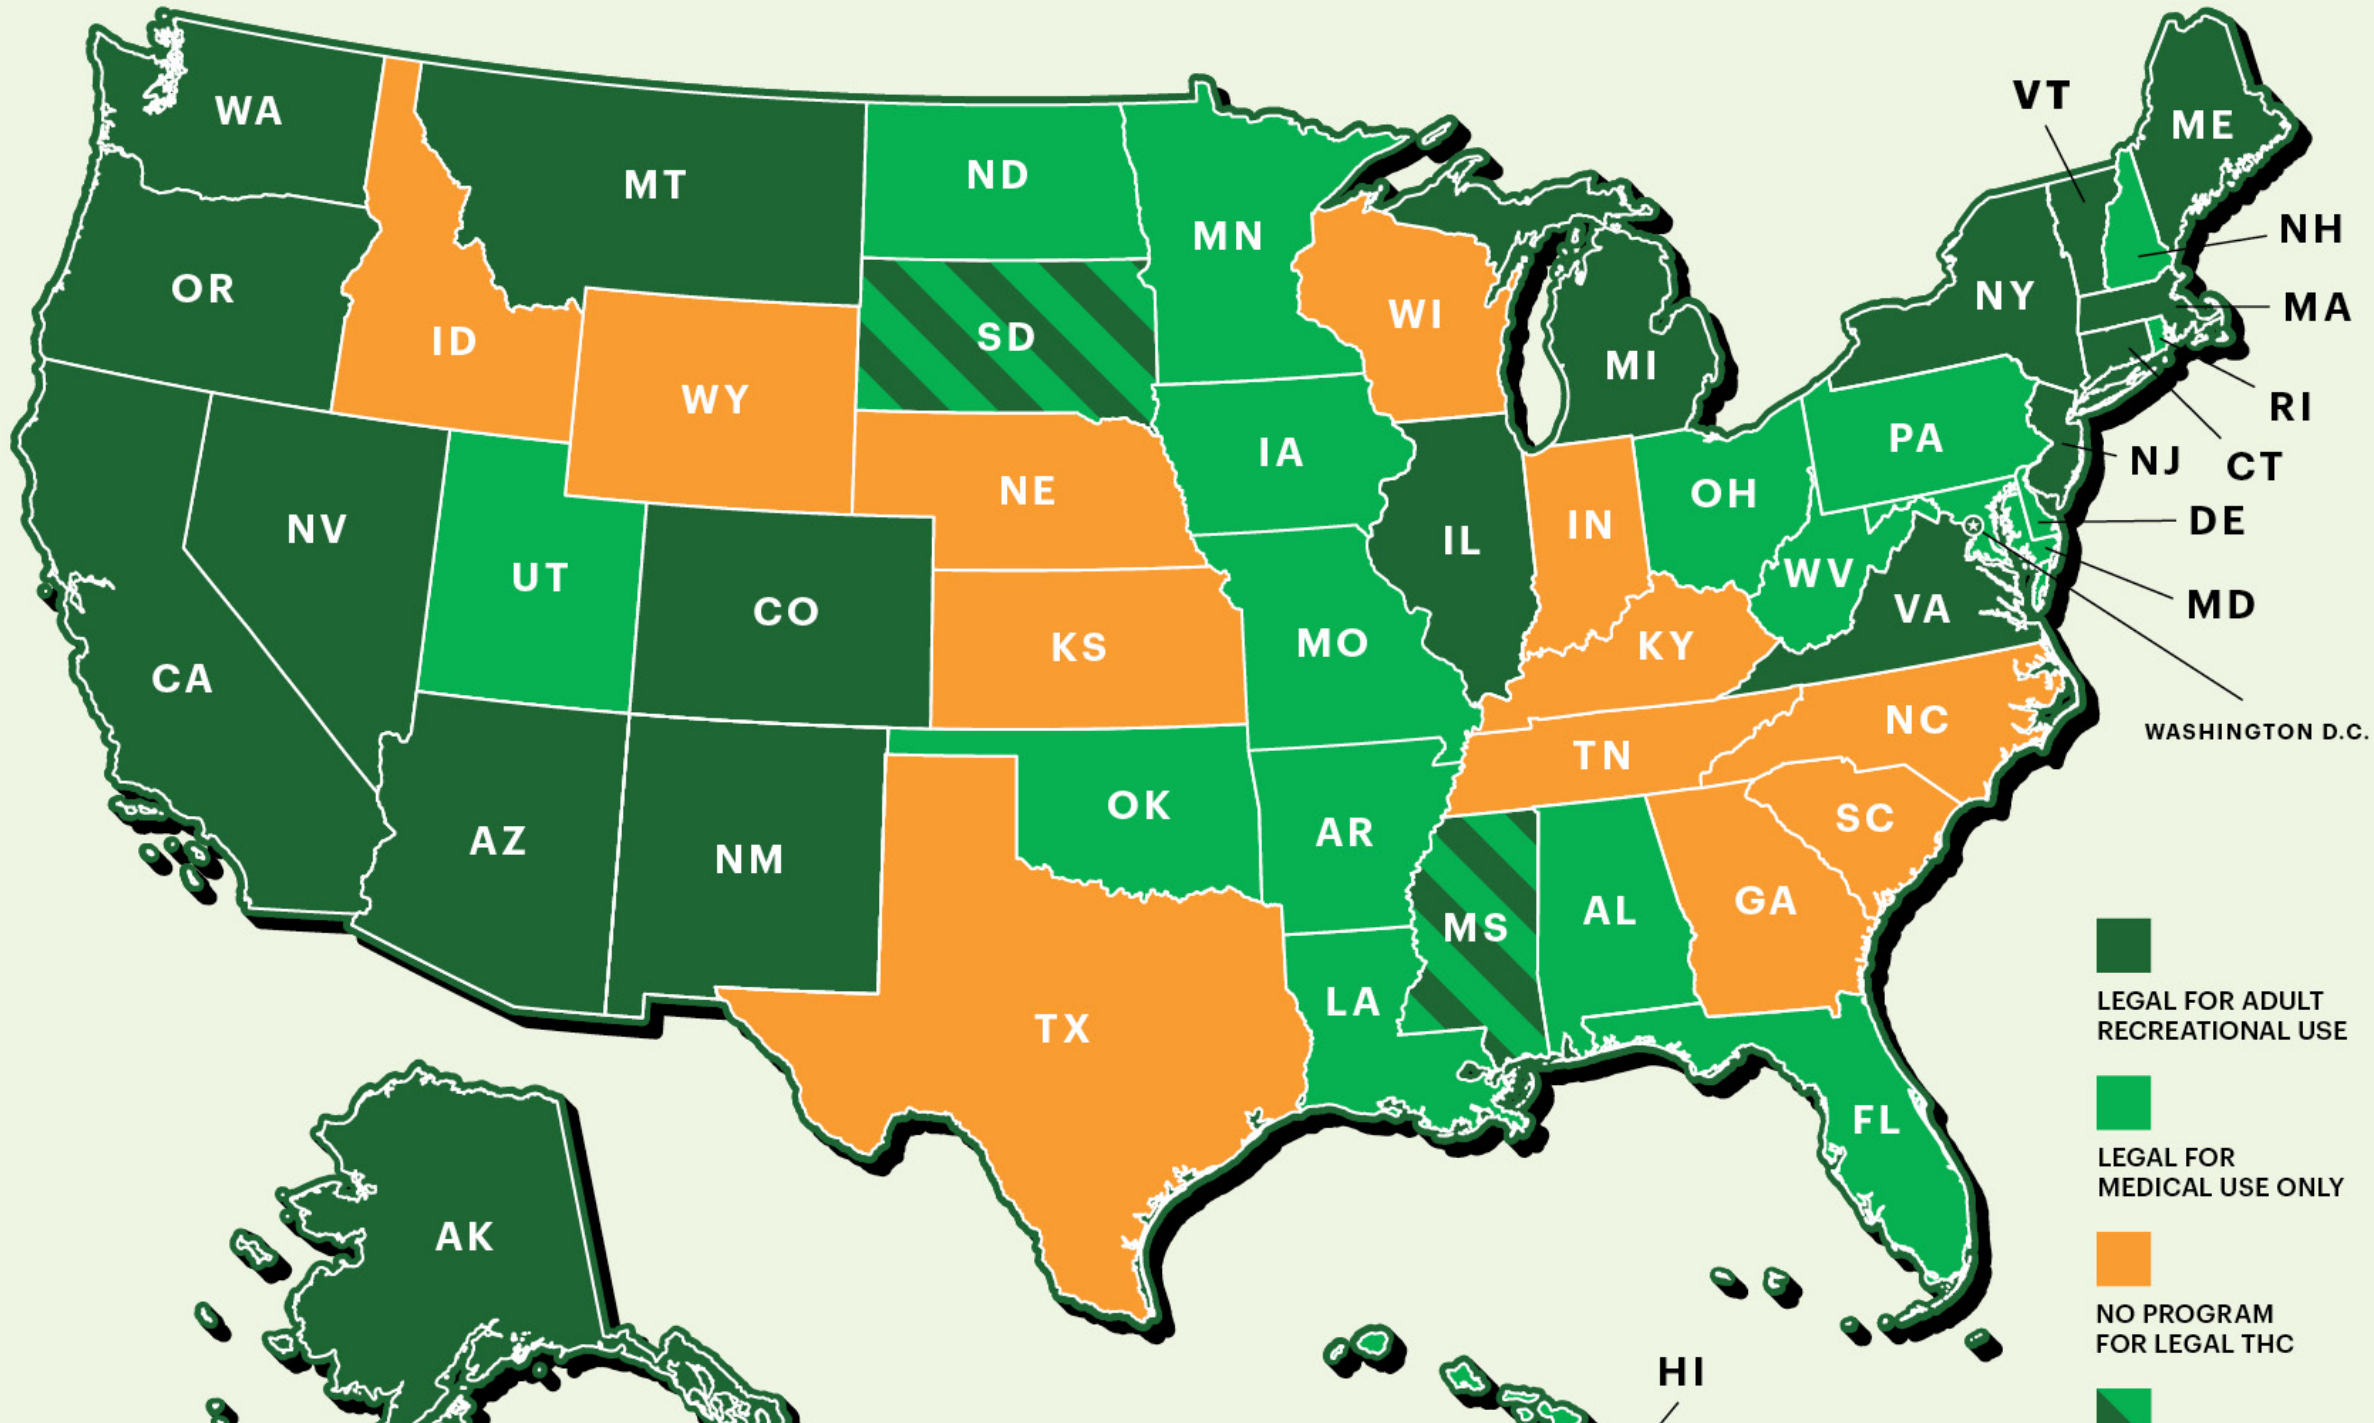 WA
MT
ND
MN
OR
ID
WY
SD
WI
MI
VT
ME
NH
NY
MA
RI
CT
NJ
PA
DE
MD
WASHINGTON D.C.
NV
UT
CO
NE
IA
IL
IN
OH
WV
VA
CA
KS
MO
KY
AZ
NM
OK
AR
TN
NC
SC
TX
LA
MS
AL
GA
FL
AK
HI
LEGAL FOR ADULT
RECREATIONAL USE
LEGAL FOR
MEDICAL USE ONLY
NO PROGRAM
FOR LEGAL THC